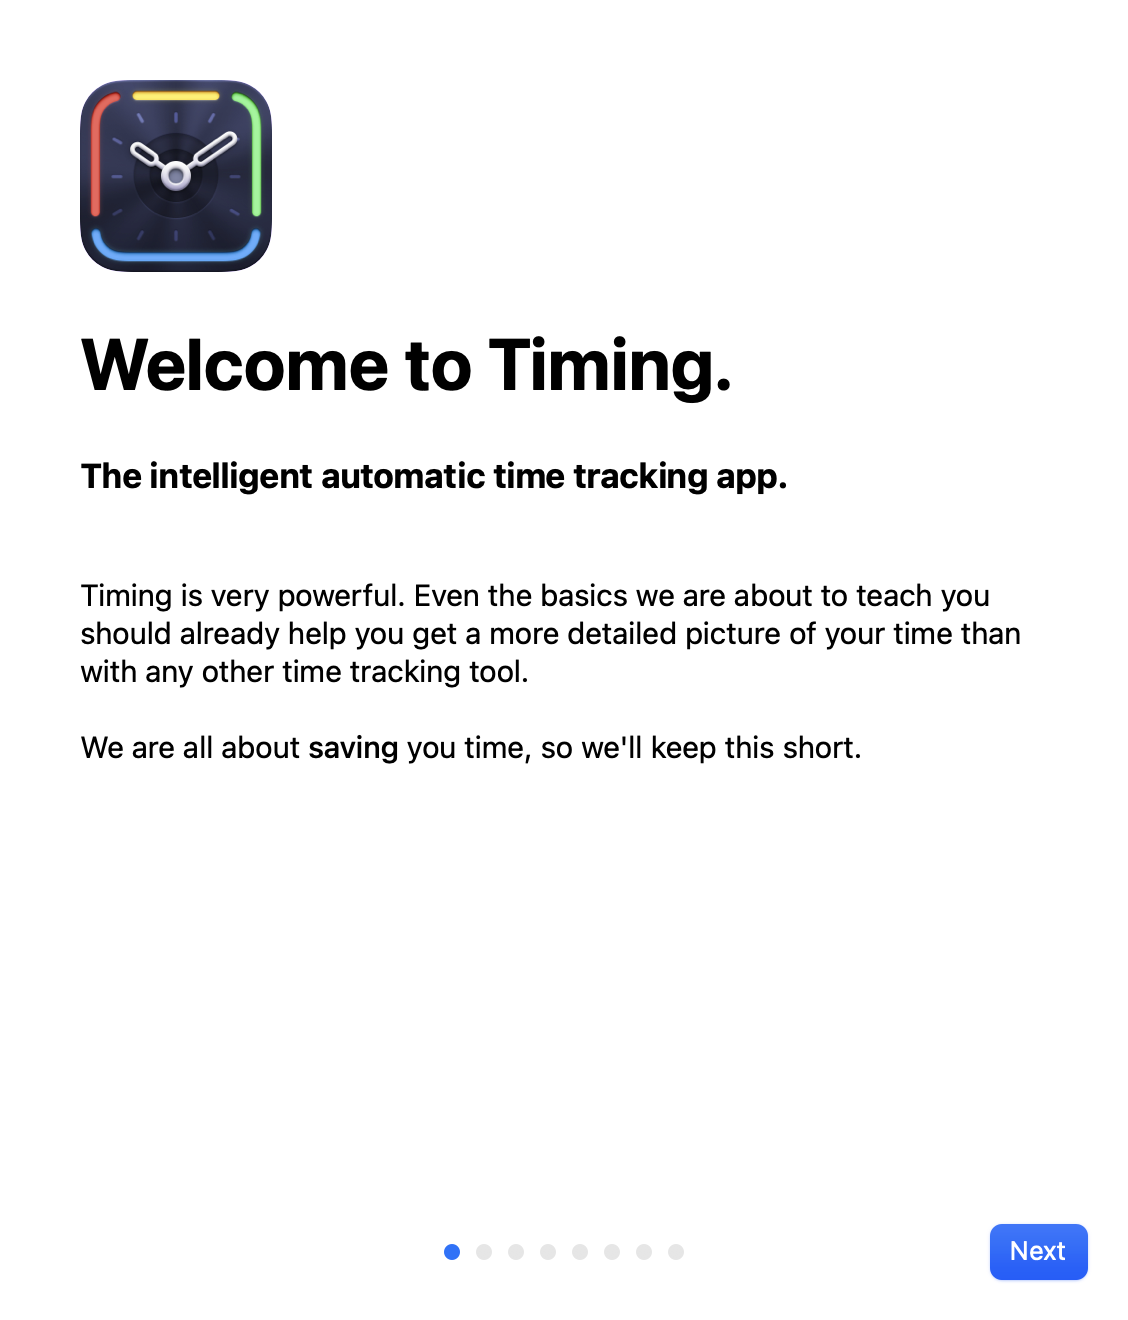 Welcome to Timing.
The intelligent automatic time tracking app.
Timing is very powerful. Even the basics we are about to teach you
should already help you get a more detailed picture of your time than
with any other time tracking tool.
We are all about saving you time, so we'll keep this short.
Next